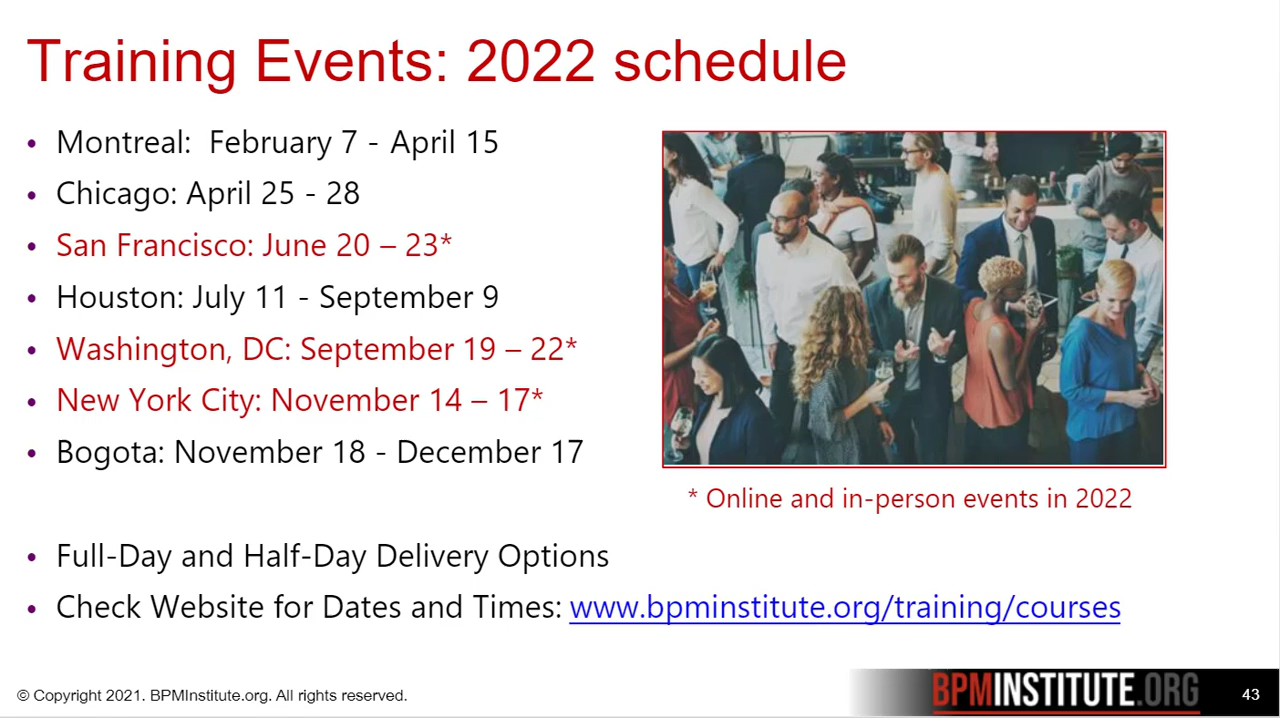 Training Events: 2022 schedule
• Montreal:  February 7 - April 15
• Chicago: April 25 - 28
• San Francisco: June 20 – 23*
• Houston: July 11 - September 9
• Washington, DC: September 19 – 22*
• New York City: November 14 – 17*
• Bogota: November 18 - December 17
* Online and in-person events in 2022
• Full-Day and Half-Day Delivery Options
• Check Website for Dates and Times: www.bpminstitute.org/training/courses
© Copyright 2021. BPMInstitute.org. All rights reserved.
BPMINSTITUTE.ORG
43